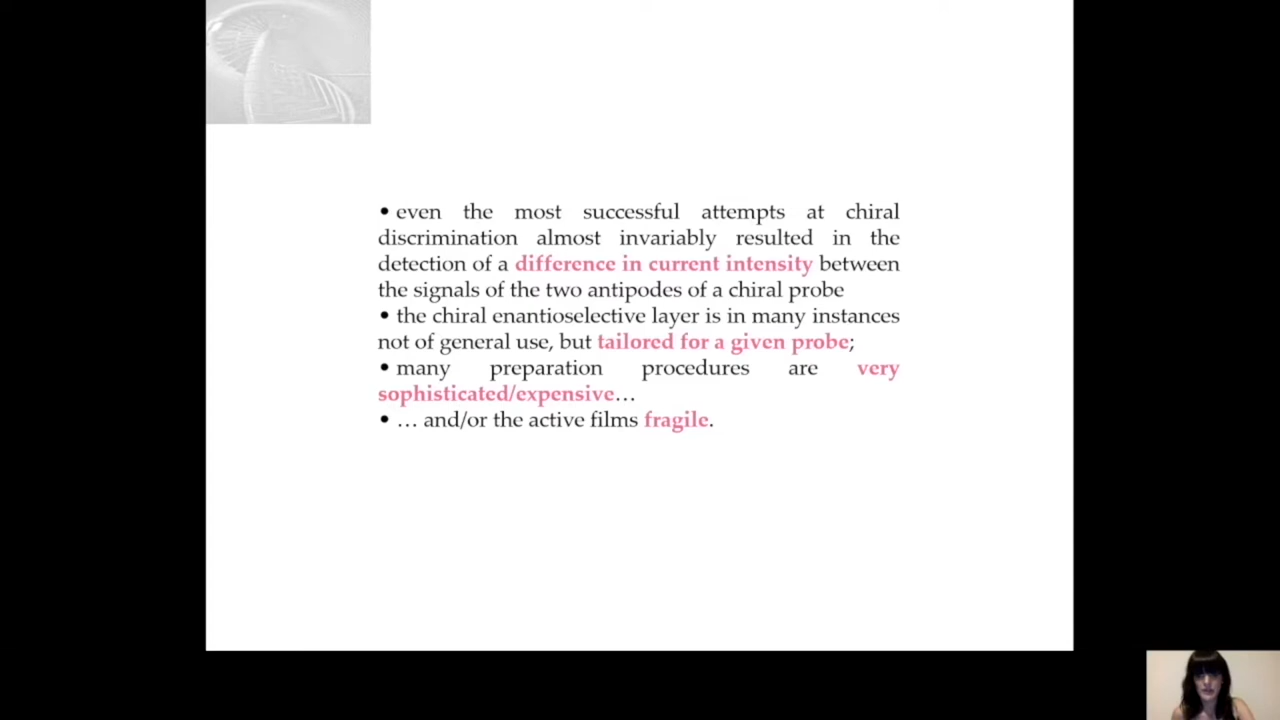 • even the most successful attempts at chiral
discrimination almost invariably resulted in the
detection of a difference in current intensity between
the signals of the two antipodes of a chiral probe
• the chiral enantioselective layer is in many instances
not of general use, but tailored for a given probe;
• many preparation procedures are very
sophisticated/expensive…
• … and/or the active films fragile.